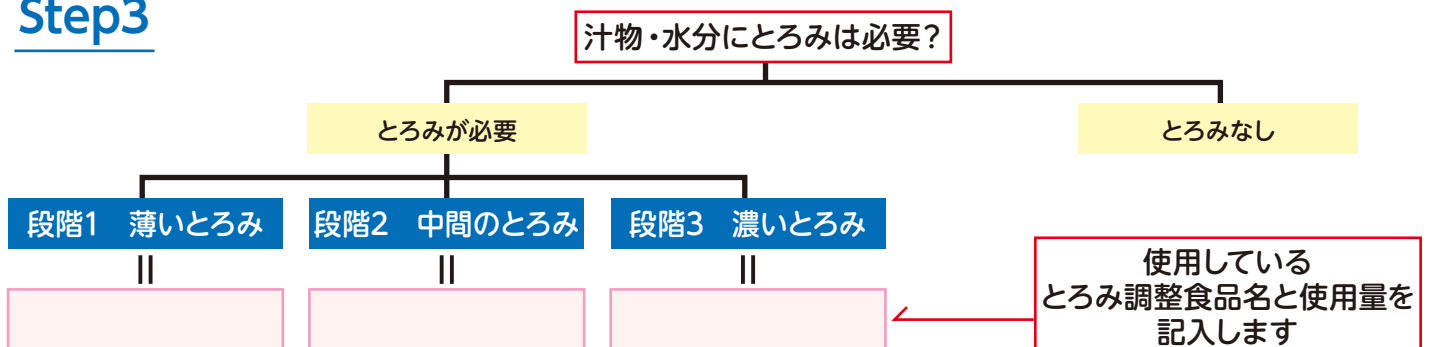 Step3
汁物・水分にとろみは必要?
とろみが必要
とろみなし
段階1 薄いとろみ
段階2 中間のとろみ
段階3 濃いとろみ
使用している
とろみ調整食品名と使用量を
記入します